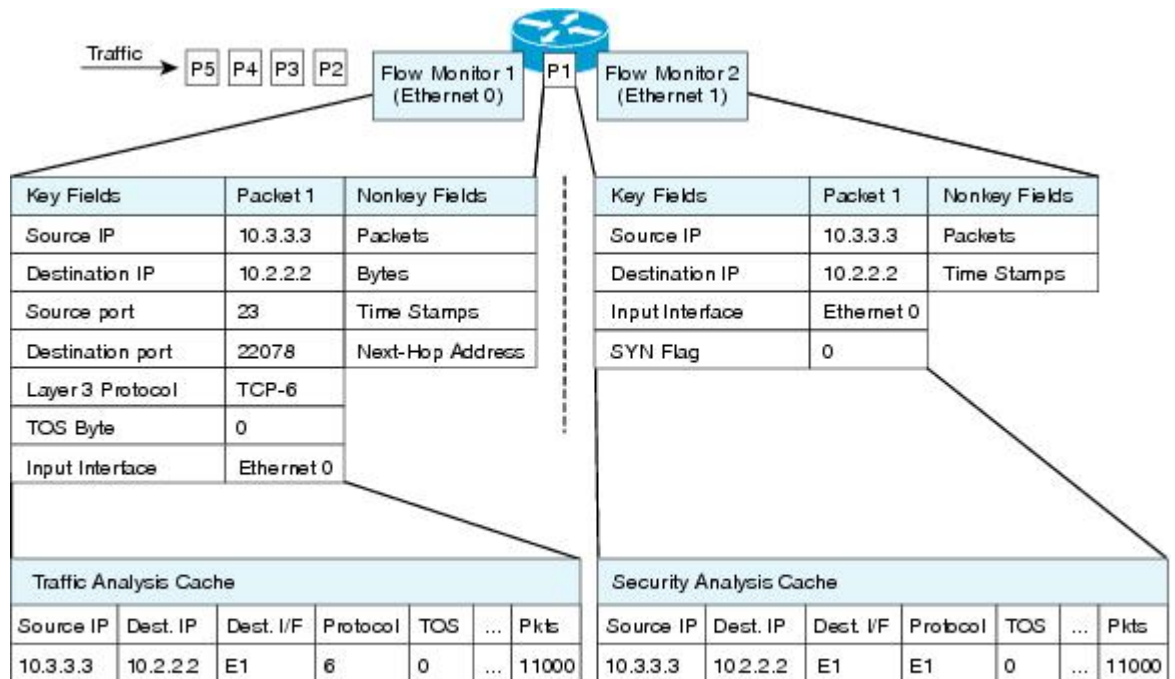 Traffic
P5 P4 P3 P2
Flow Monitor 1
(Ethernet 0)
P1
Flow Monitor 2
(Ethernet 1)
Key Fields Packet 1 Nonkey Fields
Source IP 10.3.3.3 Packets
Destination IP 10.2.2.2 Bytes
Source port 23 Time Stamps
Destination port 22078 Next-Hop Address
Layer 3 Protocol TCP-6
TOS Byte 0
Input Interface Ethernet 0
Key Fields Packet 1 Nonkey Fields
Source IP 10.3.3.3 Packets
Destination IP 10.2.2.2 Time Stamps
Input Interface Ethernet 0
SYN Flag 0
Traffic Analysis Cache
Source IP Dest. IP Dest. I/F Protocol TOS ... Pkts
10.3.3.3 10.2.2.2 E1 6 0 ... 11000
Security Analysis Cache
Source IP Dest. IP Dest. I/F Protocol TOS ... Pkts
10.3.3.3 10.2.2.2 E1 E1 0 ... 11000